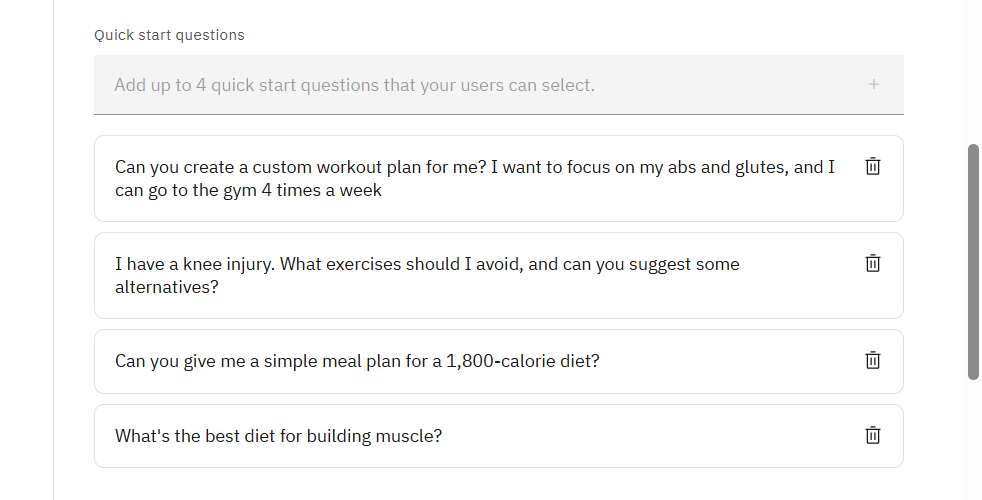 Quick start questions
Add up to 4 quick start questions that your users can select.
Can you create a custom workout plan for me? I want to focus on my abs and glutes, and I
can go to the gym 4 times a week
I have a knee injury. What exercises should I avoid, and can you suggest some
alternatives?
Can you give me a simple meal plan for a 1,800-calorie diet?
What's the best diet for building muscle?